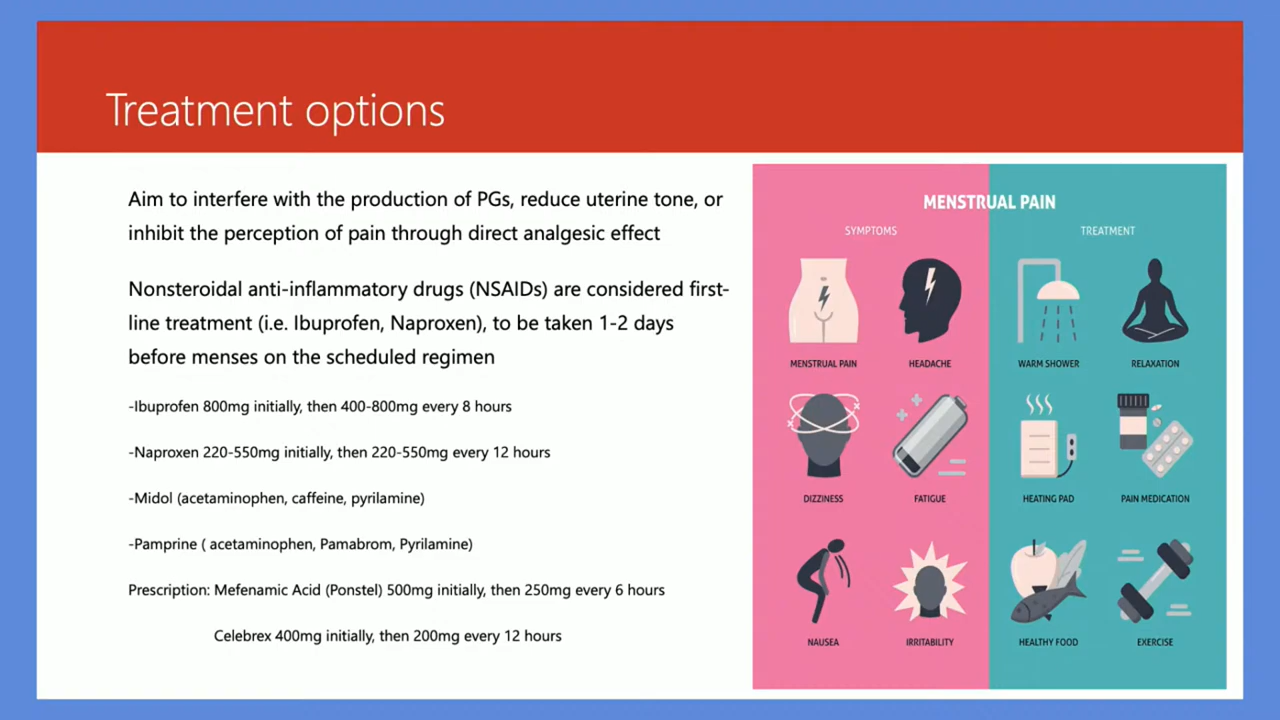 Treatment options
Aim to interfere with the production of PGs, reduce uterine tone, or
inhibit the perception of pain through direct analgesic effect
Nonsteroidal anti-inflammatory drugs (NSAIDs) are considered first-
line treatment (i.e. Ibuprofen, Naproxen), to be taken 1-2 days
before menses on the scheduled regimen
-Ibuprofen 800mg initially, then 400-800mg every 8 hours
-Naproxen 220-550mg initially, then 220-550mg every 12 hours
-Midol (acetaminophen, caffeine, pyrilamine)
-Pamprine ( acetaminophen, Pamabrom, Pyrilamine)
Prescription: Mefenamic Acid (Ponstel) 500mg initially, then 250mg every 6 hours
Celebrex 400mg initially, then 200mg every 12 hours
MENSTRUAL PAIN
SYMPTOMS
TREATMENT
MENSTRUAL PAIN
HEADACHE
WARM SHOWER
RELAXATION
DIZZINESS
FATIGUE
HEATING PAD
PAIN MEDICATION
NAUSEA
IRRITABILITY
HEALTHY FOOD
EXERCISE